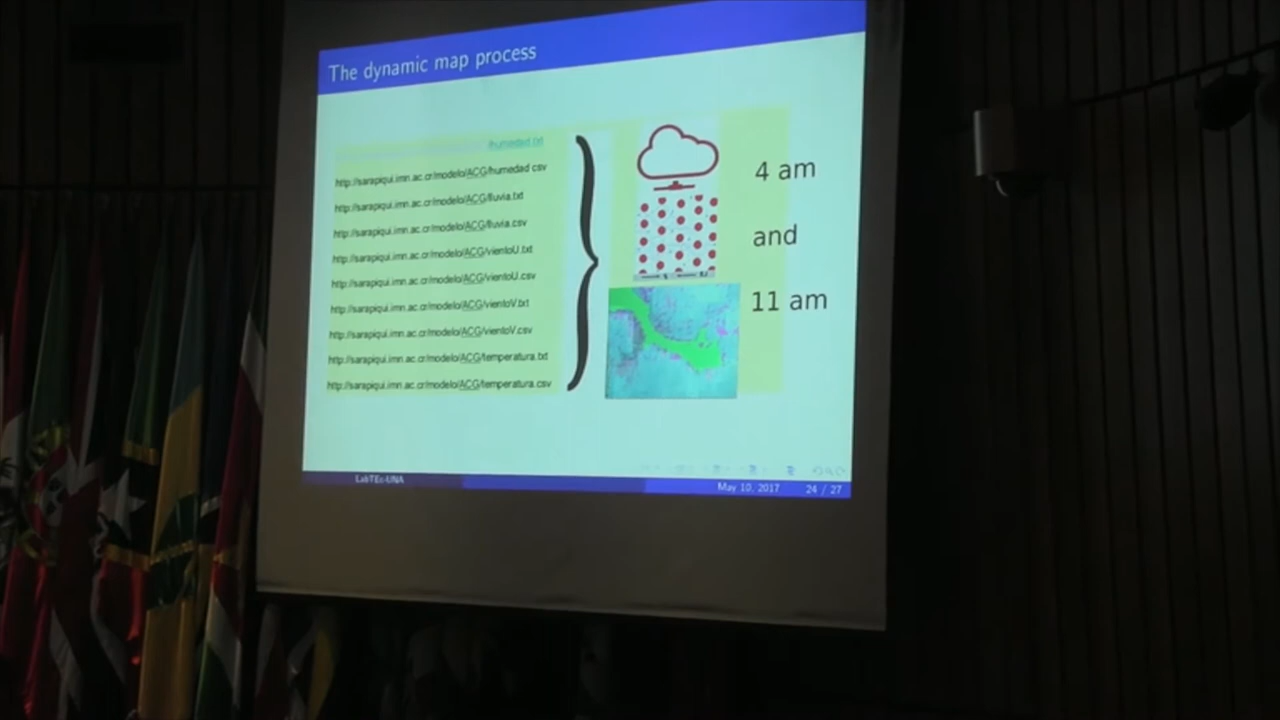 The dynamic map process
/humedad.txt
http://sarapiqui.imn.ac.cr/modelo/ACG/humedad.csv
http://sarapiqui.imn.ac.cr/modelo/ACG/lluvia.txt
http://sarapiqui.imn.ac.cr/modelo/ACG/lluvia.csv
http://sarapiqui.imn.ac.cr/modelo/ACG/vientoU.txt
http://sarapiqui.imn.ac.cr/modelo/ACG/vientoU.csv
http://sarapiqui.imn.ac.cr/modelo/ACG/vientoV.txt
http://sarapiqui.imn.ac.cr/modelo/ACG/vientoV.csv
http://sarapiqui.imn.ac.cr/modelo/ACG/temperatura.txt
http://sarapiqui.imn.ac.cr/modelo/ACG/temperatura.csv
4 am
and
11 am
LabTEc-UNA
May 10, 2017
24 / 27